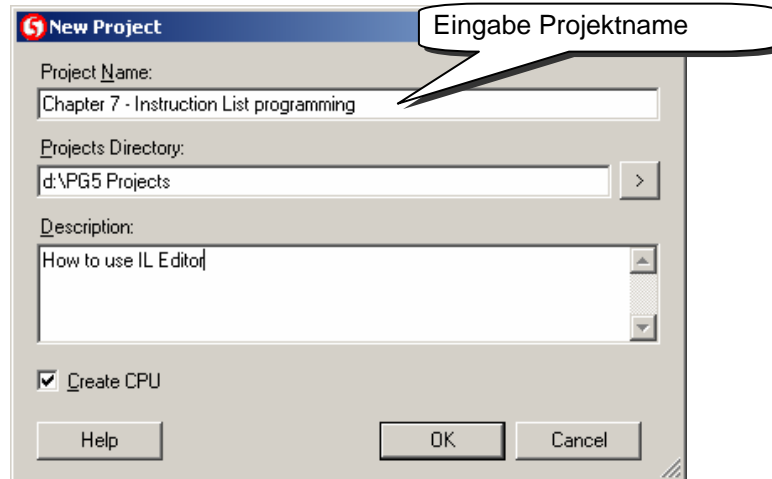 New Project
Eingabe Projektname
Project Name:
Chapter 7 - Instruction List programming
Projects Directory:
d:\PG5 Projects
>
Description:
How to use IL Editor
Create CPU
Help
OK
Cancel